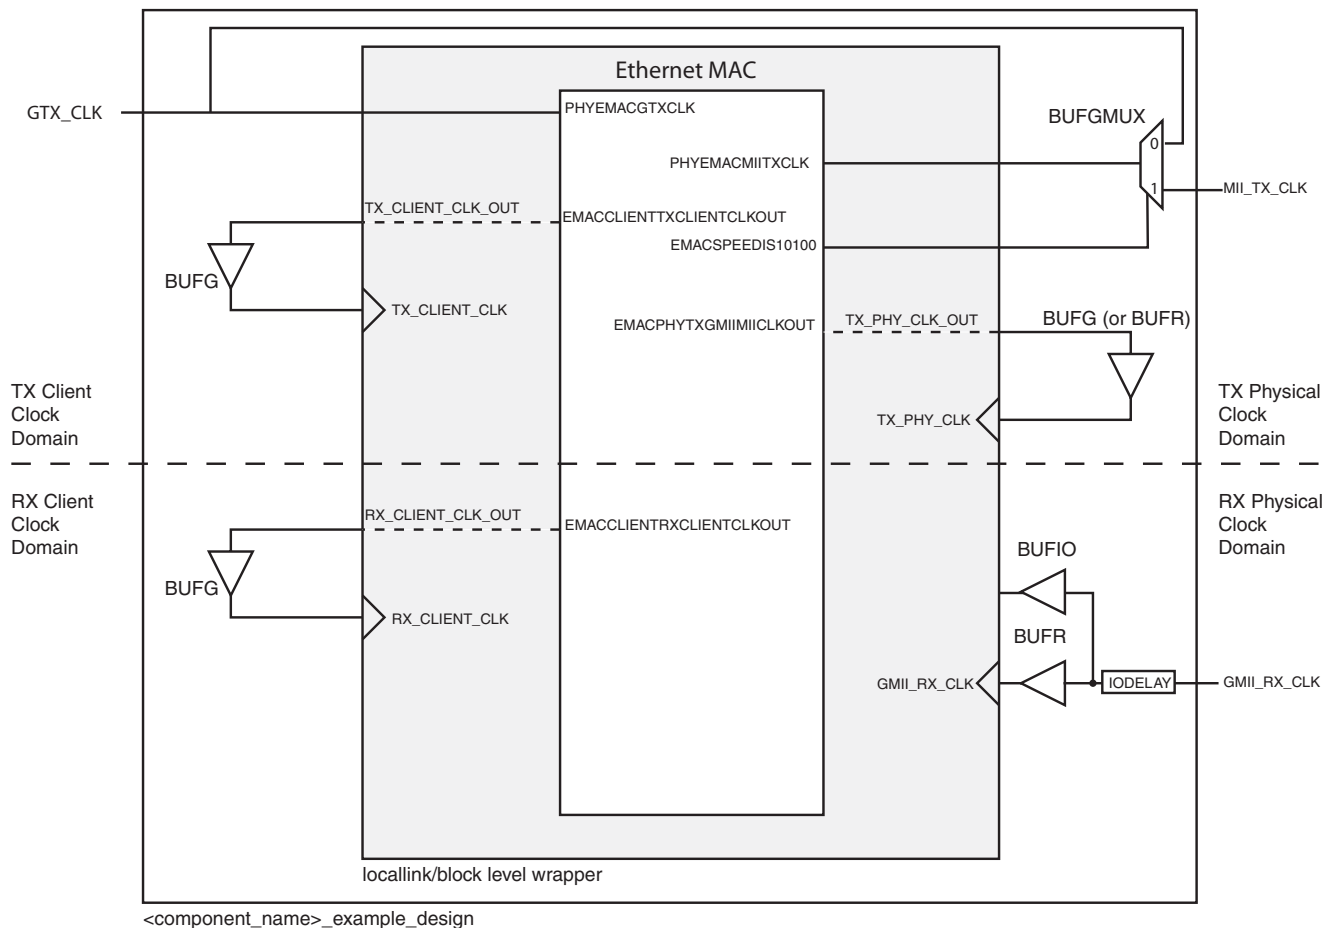 Ethernet MAC
GTX_CLK
PHYEMACGTXCLK
BUFGMUX
0
PHYEMACMIITXCLK
1
MII_TX_CLK
TX_CLIENT_CLK_OUT
EMACCLIENTTXCLIENTCLKOUT
EMACSPEEDIS10100
BUFG
TX_CLIENT_CLK
EMACPHYTXGMIIMIICLKOUT
TX_PHY_CLK_OUT
BUFG (or BUFR)
TX_PHY_CLK
TX Client
Clock
Domain
TX Physical
Clock
Domain
RX Client
Clock
Domain
RX Physical
Clock
Domain
RX_CLIENT_CLK_OUT
EMACCLIENTRXCLIENTCLKOUT
BUFG
RX_CLIENT_CLK
BUFIO
BUFR
GMII_RX_CLK
IODELAY
GMII_RX_CLK
locallink/block level wrapper
<component_name>_example_design